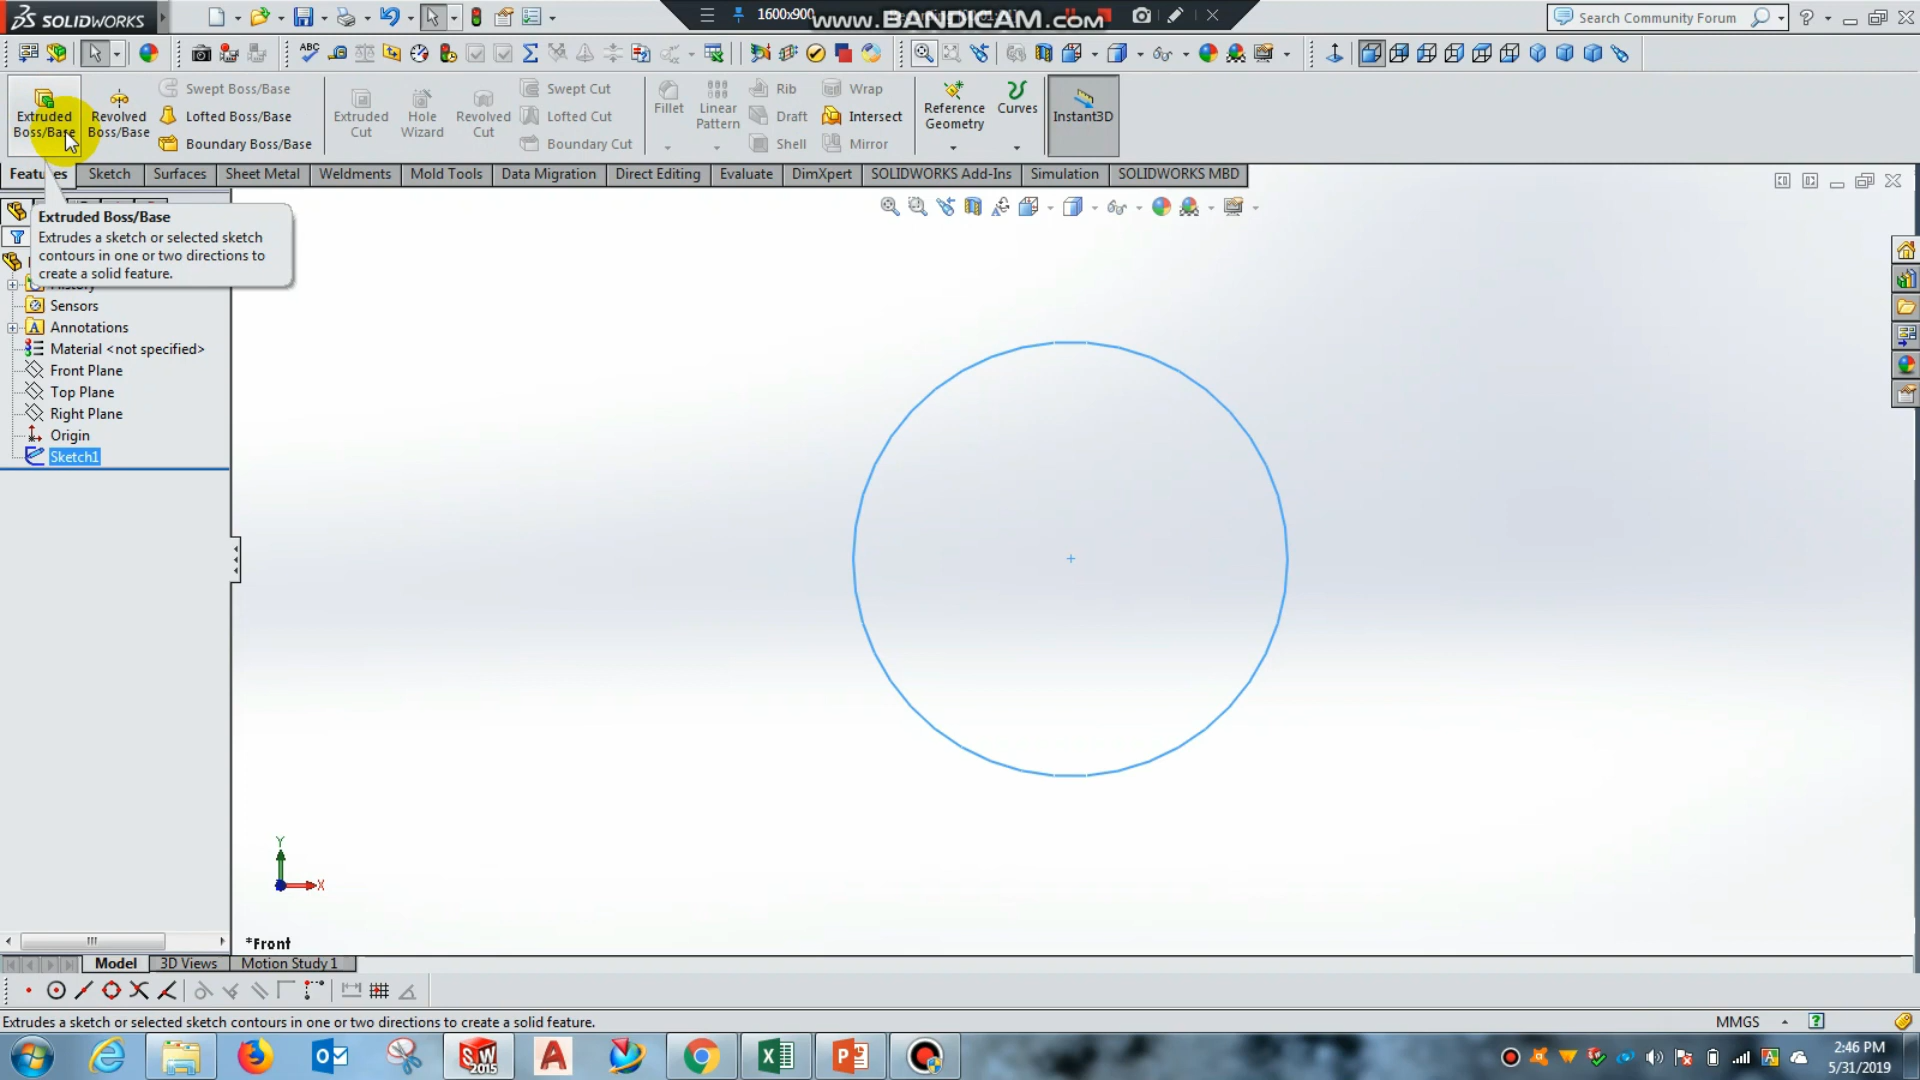 SOLIDWORKS
1600x900
www.BANDICAM.com
Search Community Forum
Extruded Boss/Base
Revolved Boss/Base
Swept Boss/Base
Lofted Boss/Base
Boundary Boss/Base
Extruded Cut
Hole Wizard
Revolved Cut
Swept Cut
Lofted Cut
Boundary Cut
Fillet
Linear Pattern
Rib
Draft
Shell
Wrap
Intersect
Mirror
Reference Geometry
Curves
Instant3D
Features
Sketch
Surfaces
Sheet Metal
Weldments
Mold Tools
Data Migration
Direct Editing
Evaluate
DimXpert
SOLIDWORKS Add-Ins
Simulation
SOLIDWORKS MBD
Extruded Boss/Base
Extrudes a sketch or selected sketch
contours in one or two directions to
create a solid feature.
History
Sensors
Annotations
Material <not specified>
Front Plane
Top Plane
Right Plane
Origin
Sketch1
Y
X
*Front
Model
3D Views
Motion Study 1
Extrudes a sketch or selected sketch contours in one or two directions to create a solid feature.
MMGS
2:46 PM
5/31/2019